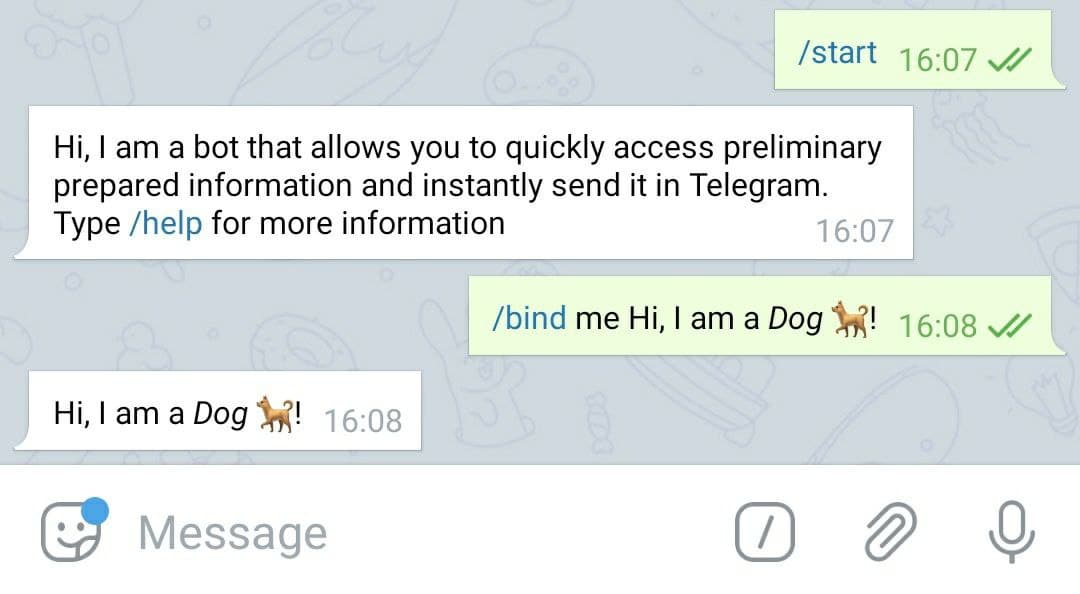 /start 16:07
Hi, I am a bot that allows you to quickly access preliminary
prepared information and instantly send it in Telegram.
Type /help for more information 16:07
/bind me Hi, I am a Dog 🐕! 16:08
Hi, I am a Dog 🐕! 16:08
Message